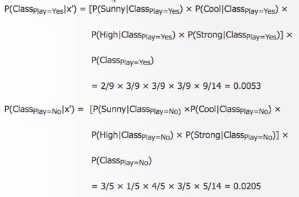 P(ClassPlay=Yes|x') = [P(Sunny|ClassPlay=Yes) × P(Cool|ClassPlay=Yes) ×
P(High|ClassPlay=Yes) × P(Strong|ClassPlay=Yes)] ×
P(ClassPlay=Yes)
= 2/9 × 3/9 × 3/9 × 3/9 × 9/14 = 0.0053
P(ClassPlay=No|x') = [P(Sunny|ClassPlay=No) ×P(Cool|ClassPlay=No) ×
P(High|ClassPlay=No) × P(Strong|ClassPlay=No)] ×
P(ClassPlay=No)
= 3/5 × 1/5 × 4/5 × 3/5 × 5/14 = 0.0205